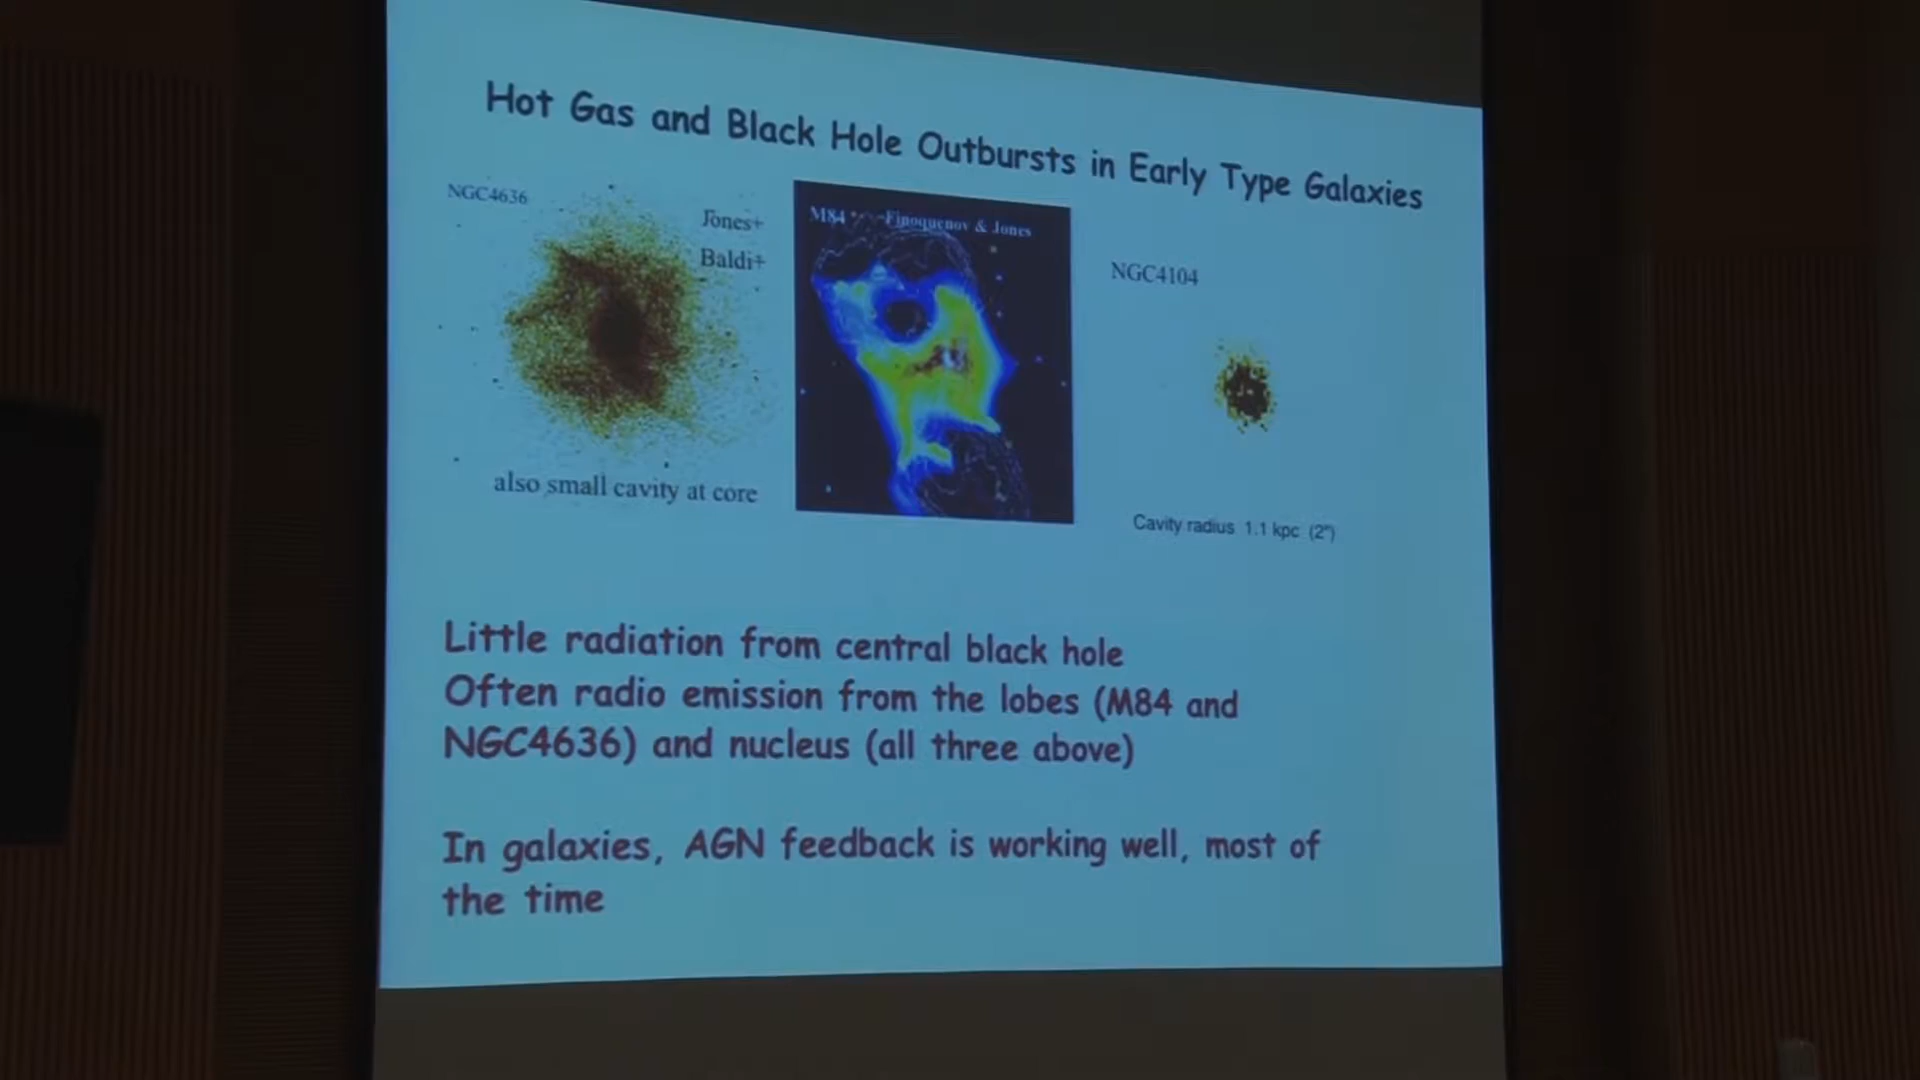 Hot Gas and Black Hole Outbursts in Early Type Galaxies
NGC4636
Jones+
Baldi+
also small cavity at core
M84 Finoquenov & Jones
NGC4104
Cavity radius 1.1 kpc (2")
Little radiation from central black hole
Often radio emission from the lobes (M84 and
NGC4636) and nucleus (all three above)
In galaxies, AGN feedback is working well, most of
the time